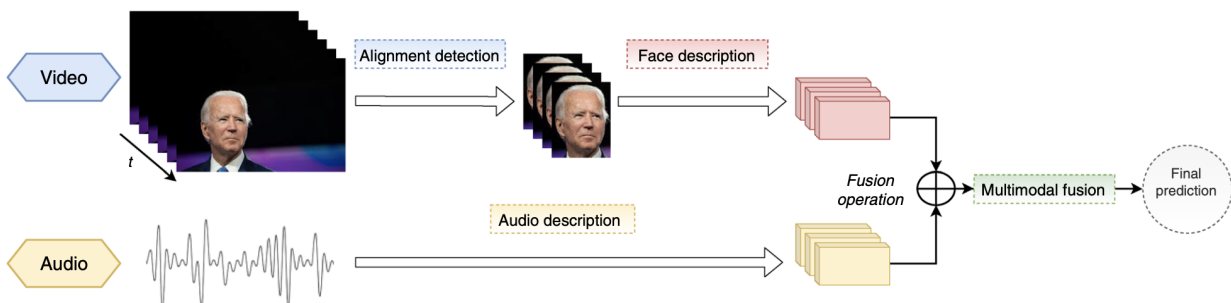 Video
Alignment detection
Face description
t
Fusion
operation
Multimodal fusion
Final
prediction
Audio description
Audio